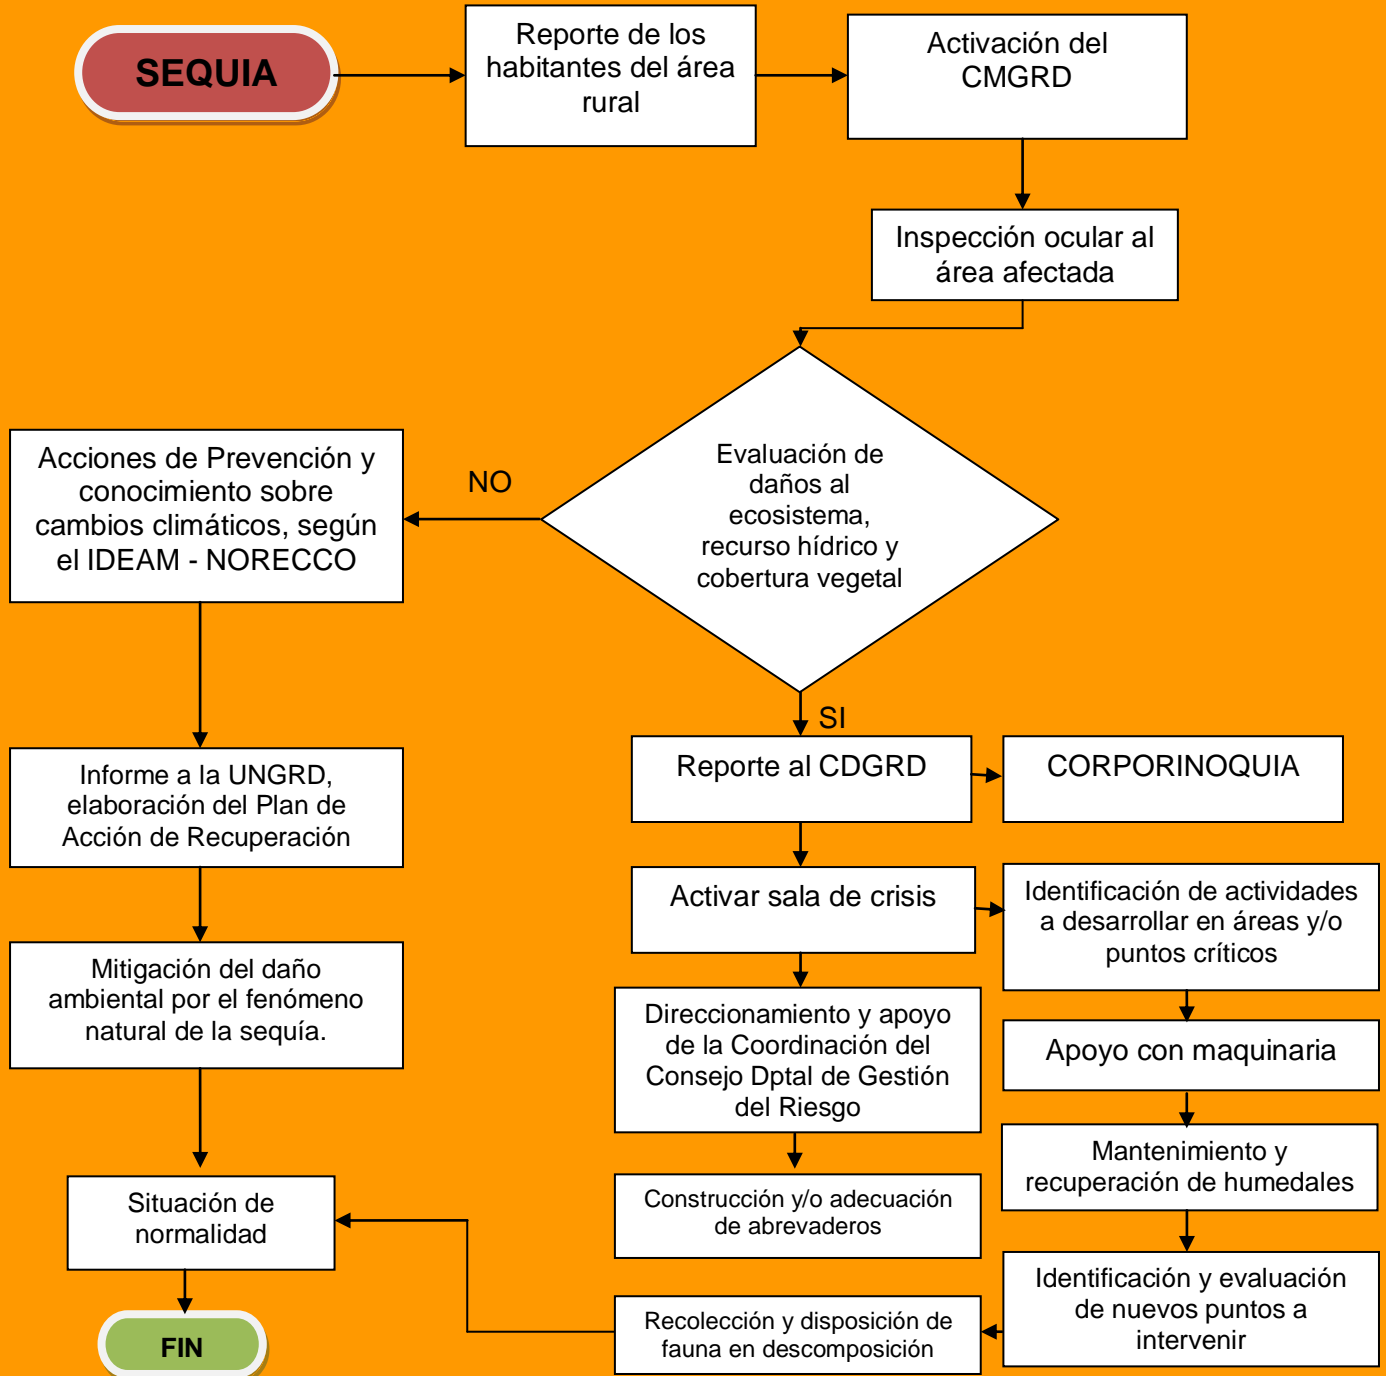 SEQUIA
Reporte de los
habitantes del área
rural
Activación del
CMGRD
Inspección ocular al
área afectada
Evaluación de
daños al
ecosistema,
recurso hídrico y
cobertura vegetal
NO
Acciones de Prevención y
conocimiento sobre
cambios climáticos, según
el IDEAM - NORECCO
Informe a la UNGRD,
elaboración del Plan de
Acción de Recuperación
Mitigación del daño
ambiental por el fenómeno
natural de la sequía.
SI
Reporte al CDGRD
CORPORINOQUIA
Activar sala de crisis
Identificación de actividades
a desarrollar en áreas y/o
puntos críticos
Direccionamiento y apoyo
de la Coordinación del
Consejo Dptal de Gestión
del Riesgo
Apoyo con maquinaria
Mantenimiento y
recuperación de humedales
Construcción y/o adecuación
de abrevaderos
Identificación y evaluación
de nuevos puntos a
intervenir
Recolección y disposición de
fauna en descomposición
Situación de
normalidad
FIN